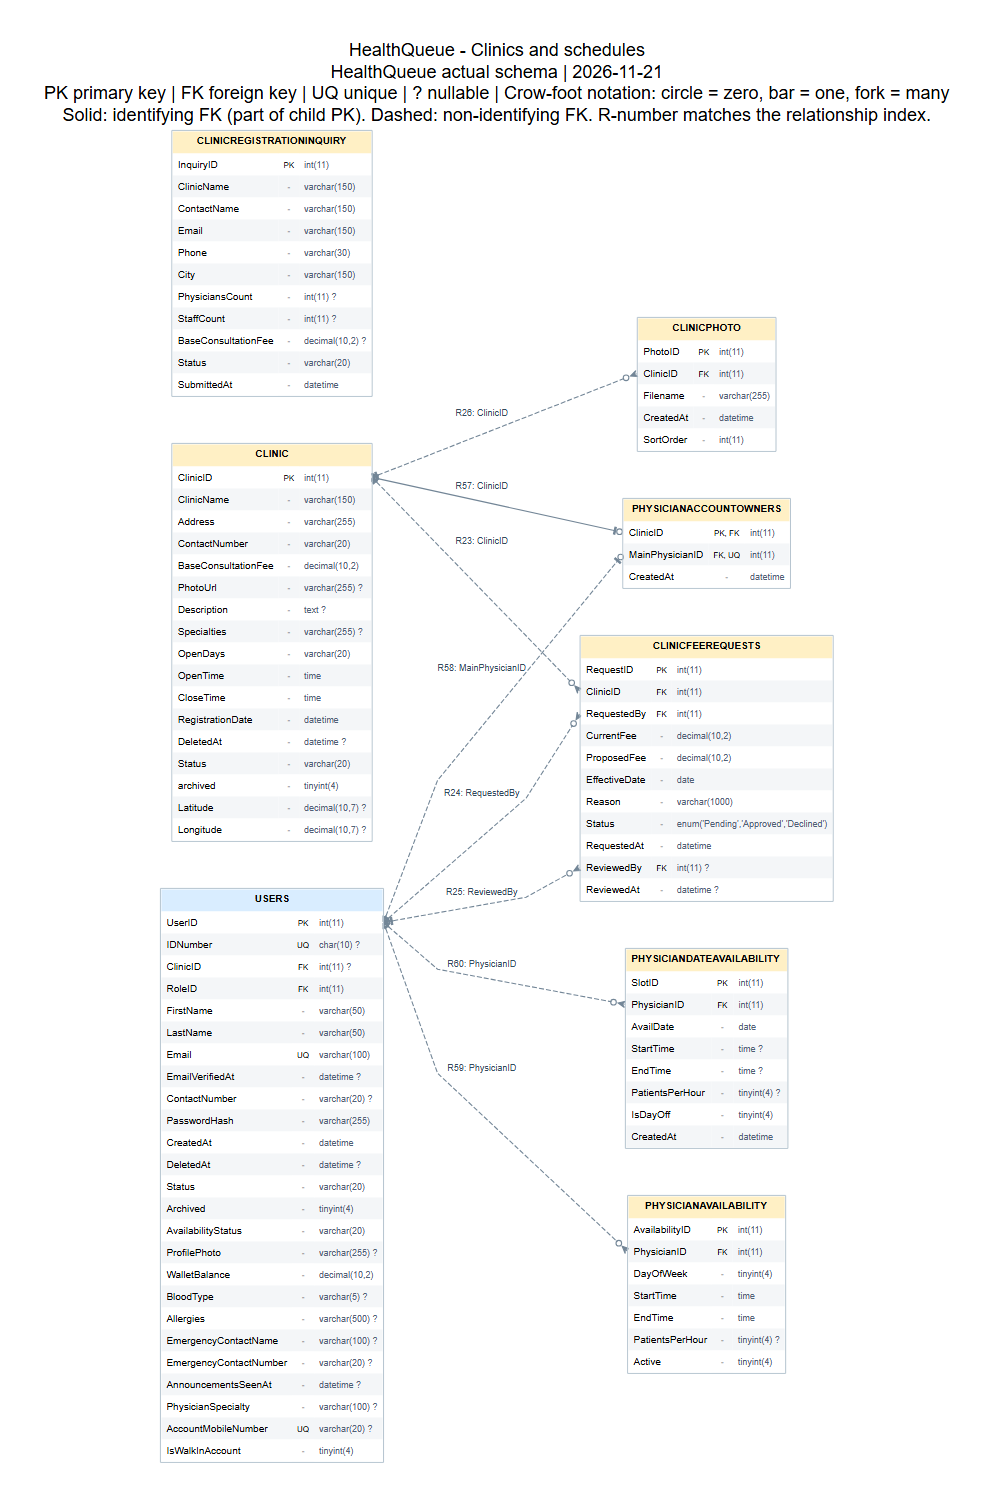 HealthQueue - Clinics and schedules
HealthQueue actual schema | 2026-11-21
PK primary key | FK foreign key | UQ unique | ? nullable | Crow-foot notation: circle = zero, bar = one, fork = many
Solid: identifying FK (part of child PK). Dashed: non-identifying FK. R-number matches the relationship index.
CLINICREGISTRATIONINQUIRY
InquiryID PK int(11)
ClinicName - varchar(150)
ContactName - varchar(150)
Email - varchar(150)
Phone - varchar(30)
City - varchar(150)
PhysiciansCount - int(11) ?
StaffCount - int(11) ?
BaseConsultationFee - decimal(10,2) ?
Status - varchar(20)
SubmittedAt - datetime
CLINIC
ClinicID PK int(11)
ClinicName - varchar(150)
Address - varchar(255)
ContactNumber - varchar(20)
BaseConsultationFee - decimal(10,2)
PhotoUrl - varchar(255) ?
Description - text ?
Specialties - varchar(255) ?
OpenDays - varchar(20)
OpenTime - time
CloseTime - time
RegistrationDate - datetime
DeletedAt - datetime ?
Status - varchar(20)
archived - tinyint(4)
Latitude - decimal(10,7) ?
Longitude - decimal(10,7) ?
USERS
UserID PK int(11)
IDNumber UQ char(10) ?
ClinicID FK int(11) ?
RoleID FK int(11)
FirstName - varchar(50)
LastName - varchar(50)
Email UQ varchar(100)
EmailVerifiedAt - datetime ?
ContactNumber - varchar(20) ?
PasswordHash - varchar(255)
CreatedAt - datetime
DeletedAt - datetime ?
Status - varchar(20)
Archived - tinyint(4)
AvailabilityStatus - varchar(20)
ProfilePhoto - varchar(255) ?
WalletBalance - decimal(10,2)
BloodType - varchar(5) ?
Allergies - varchar(500) ?
EmergencyContactName - varchar(100) ?
EmergencyContactNumber - varchar(20) ?
AnnouncementsSeenAt - datetime ?
PhysicianSpecialty - varchar(100) ?
AccountMobileNumber UQ varchar(20) ?
IsWalkInAccount - tinyint(4)
R26: ClinicID
R57: ClinicID
R23: ClinicID
R58: MainPhysicianID
R24: RequestedBy
R25: ReviewedBy
R60: PhysicianID
R59: PhysicianID
CLINICPHOTO
PhotoID PK int(11)
ClinicID FK int(11)
Filename - varchar(255)
CreatedAt - datetime
SortOrder - int(11)
PHYSICIANACCOUNTOWNERS
ClinicID PK, FK int(11)
MainPhysicianID FK, UQ int(11)
CreatedAt - datetime
CLINICFEEREQUESTS
RequestID PK int(11)
ClinicID FK int(11)
RequestedBy FK int(11)
CurrentFee - decimal(10,2)
ProposedFee - decimal(10,2)
EffectiveDate - date
Reason - varchar(1000)
Status - enum('Pending','Approved','Declined')
RequestedAt - datetime
ReviewedBy FK int(11) ?
ReviewedAt - datetime ?
PHYSICIANDATEAVAILABILITY
SlotID PK int(11)
PhysicianID FK int(11)
AvailDate - date
StartTime - time ?
EndTime - time ?
PatientsPerHour - tinyint(4) ?
IsDayOff - tinyint(4)
CreatedAt - datetime
PHYSICIANAVAILABILITY
AvailabilityID PK int(11)
PhysicianID FK int(11)
DayOfWeek - tinyint(4)
StartTime - time
EndTime - time
PatientsPerHour - tinyint(4) ?
Active - tinyint(4)